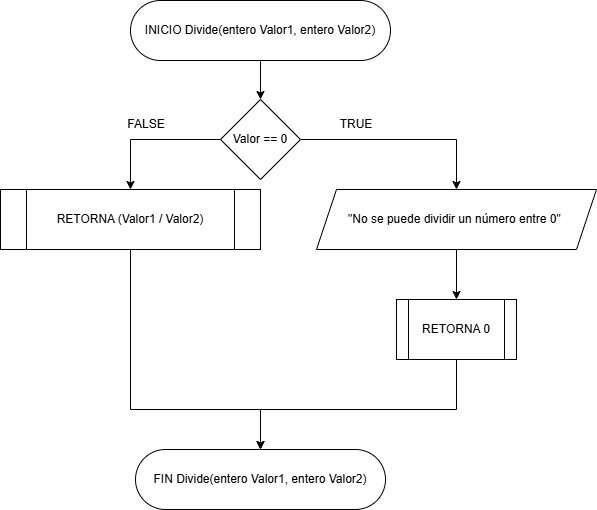 INICIO Divide(entero Valor1, entero Valor2)
FALSE
TRUE
Valor == 0
RETORNA (Valor1 / Valor2)
"No se puede dividir un número entre 0"
RETORNA 0
FIN Divide(entero Valor1, entero Valor2)